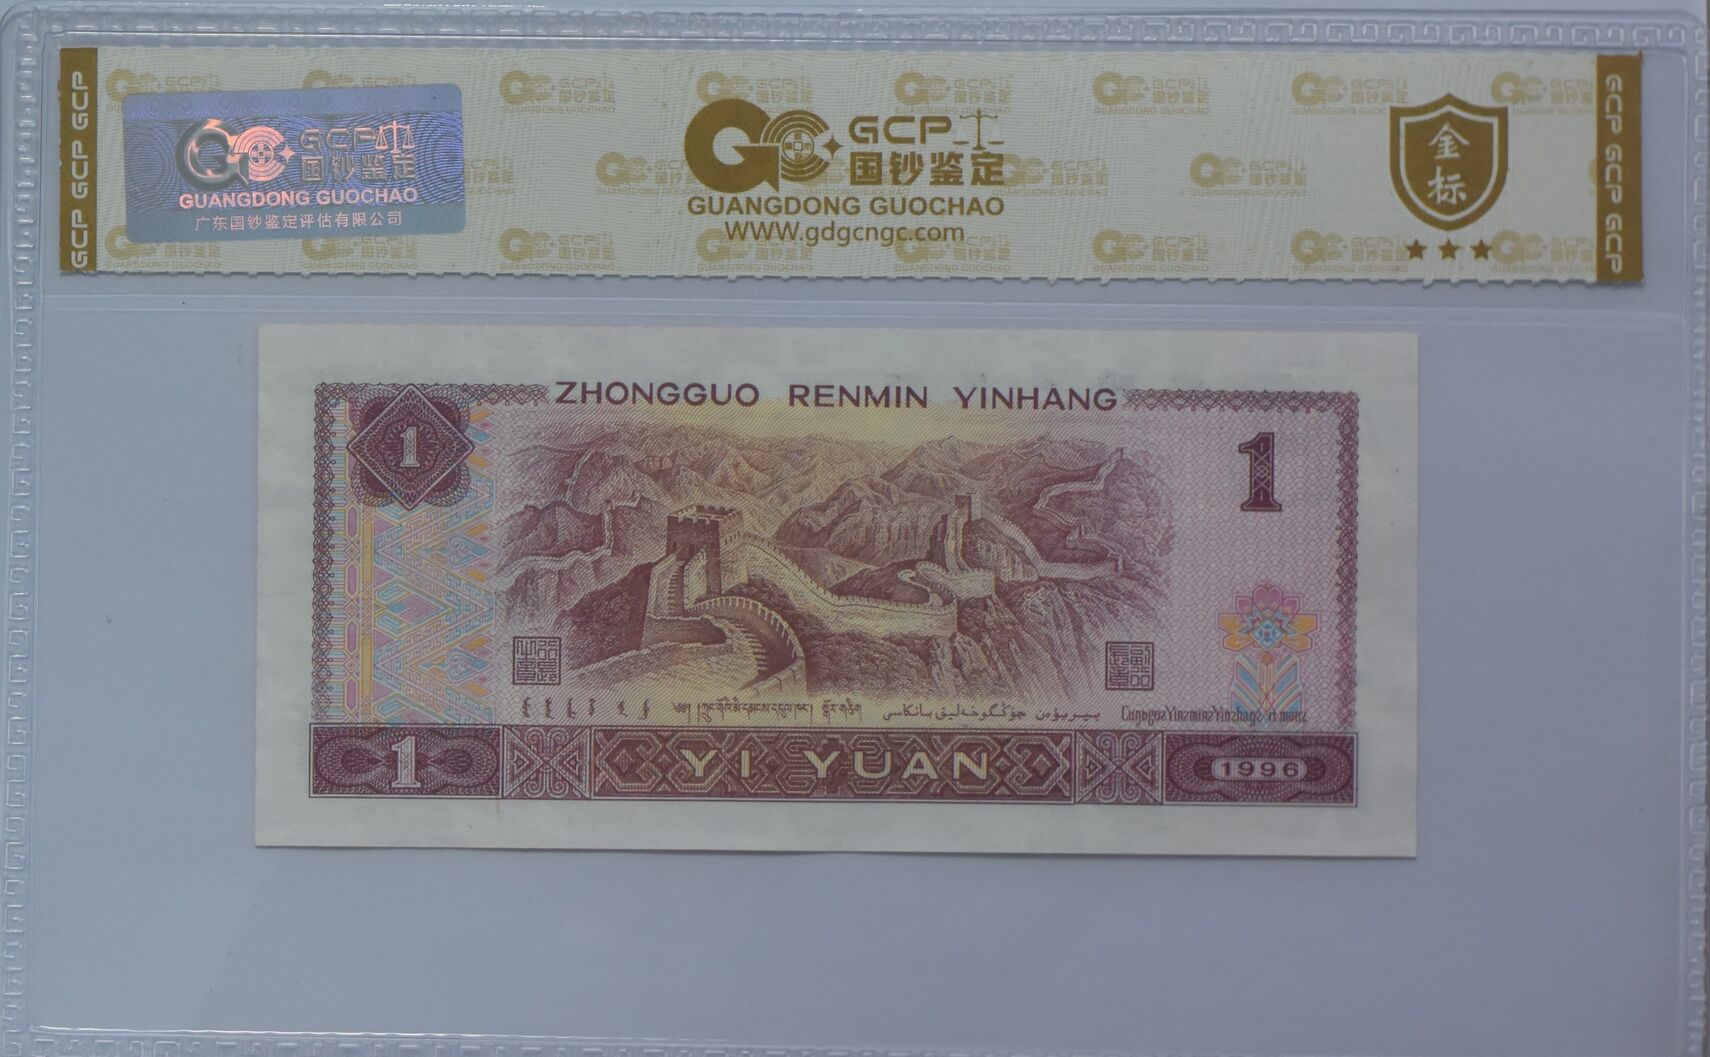 GCP GCP GCP
GCP
国钞鉴定
GUANGDONG GUOCHAO
广东国钞鉴定评估有限公司
GCP
国钞鉴定
GUANGDONG GUOCHAO
WWW.gdgcngc.com
金标
GCP GCP GCP
ZHONGGUO RENMIN YINHANG
1
1
1
YI YUAN
1996